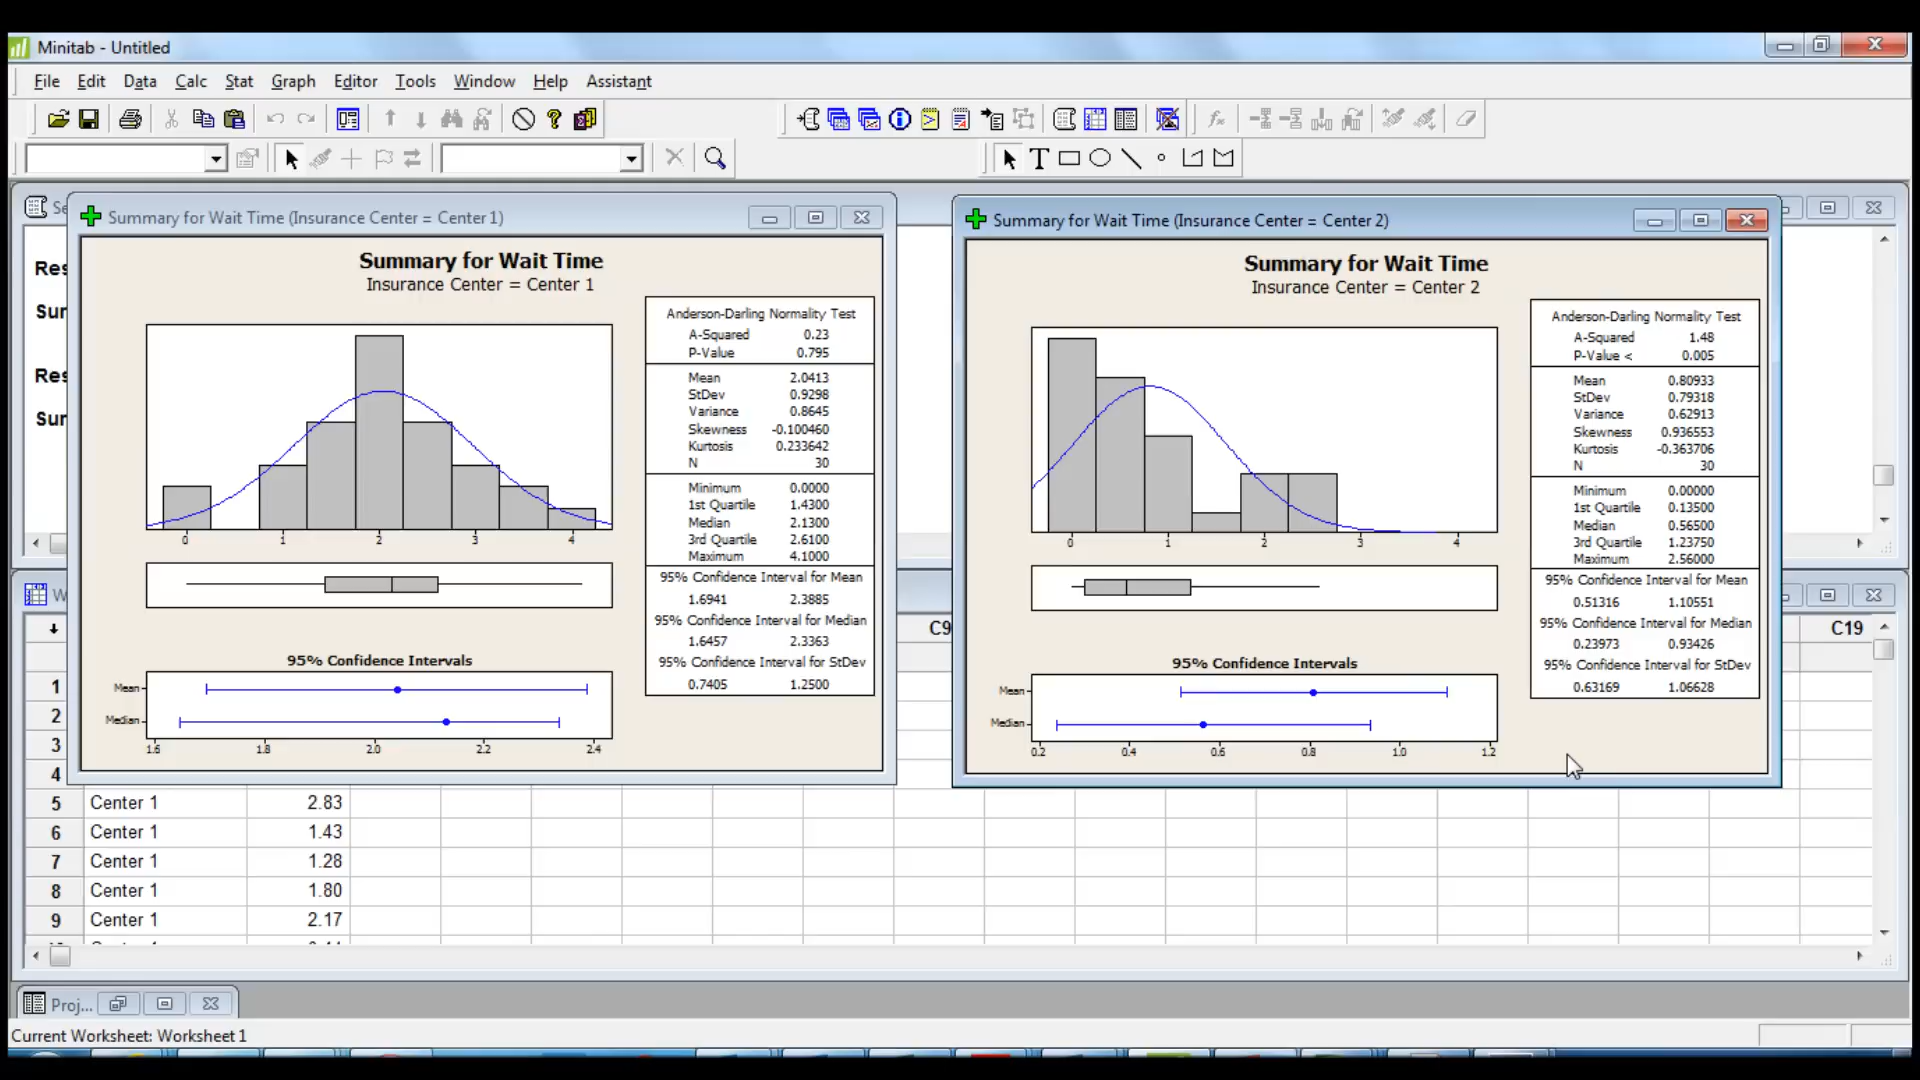 Minitab - Untitled
File Edit Data Calc Stat Graph Editor Tools Window Help Assistant
Summary for Wait Time (Insurance Center = Center 1)
Summary for Wait Time
Insurance Center = Center 1
Anderson-Darling Normality Test
A-Squared 0.23
P-Value 0.795
Mean 2.0413
StDev 0.9298
Variance 0.8645
Skewness -0.100460
Kurtosis 0.233642
N 30
Minimum 0.0000
1st Quartile 1.4300
Median 2.1300
3rd Quartile 2.6100
Maximum 4.1000
95% Confidence Interval for Mean
1.6941 2.3885
95% Confidence Interval for Median
1.6457 2.3363
95% Confidence Interval for StDev
0.7405 1.2500
0 1 2 3 4
95% Confidence Intervals
Mean
Median
1.6 1.8 2.0 2.2 2.4
Summary for Wait Time (Insurance Center = Center 2)
Summary for Wait Time
Insurance Center = Center 2
Anderson-Darling Normality Test
A-Squared 1.48
P-Value < 0.005
Mean 0.80933
StDev 0.79318
Variance 0.62913
Skewness 0.936553
Kurtosis -0.363706
N 30
Minimum 0.00000
1st Quartile 0.13500
Median 0.56500
3rd Quartile 1.23750
Maximum 2.56000
95% Confidence Interval for Mean
0.51316 1.10551
95% Confidence Interval for Median
0.23973 0.93426
95% Confidence Interval for StDev
0.63169 1.06628
0 1 2 3 4
95% Confidence Intervals
Mean
Median
0.2 0.4 0.6 0.8 1.0 1.2
Res
Sur
Res
Sur
C9 C19
1
2
3
4
5 Center 1 2.83
6 Center 1 1.43
7 Center 1 1.28
8 Center 1 1.80
9 Center 1 2.17
Proj...
Current Worksheet: Worksheet 1